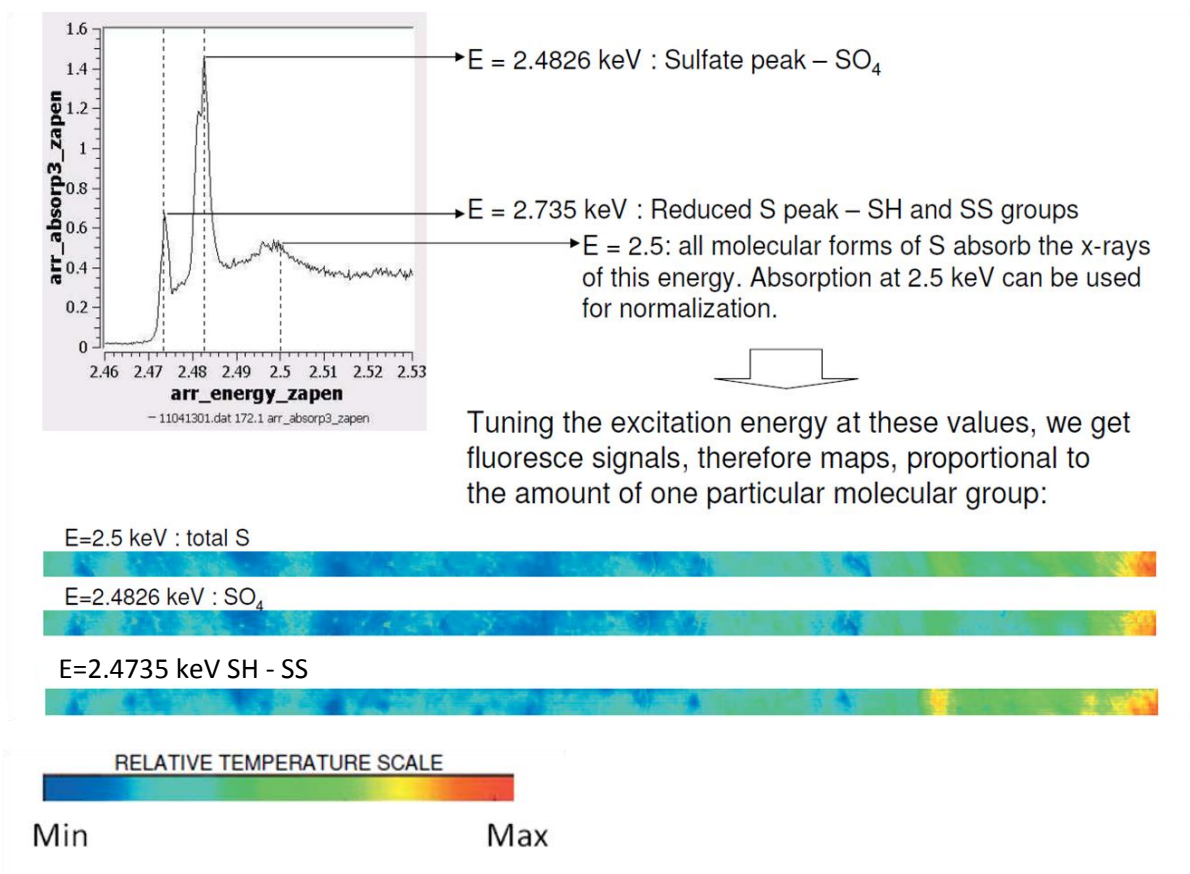 1.6
1.4
1.2
1
0.8
0.6
0.4
0.2
0
arr_absorp3_zapen
2.46 2.47 2.48 2.49 2.5 2.51 2.52 2.53
arr_energy_zapen
– 11041301.dat 172.1 arr_absorp3_zapen
E = 2.4826 keV : Sulfate peak – SO₄
E = 2.735 keV : Reduced S peak – SH and SS groups
E = 2.5: all molecular forms of S absorb the x-rays
of this energy. Absorption at 2.5 keV can be used
for normalization.
Tuning the excitation energy at these values, we get
fluoresce signals, therefore maps, proportional to
the amount of one particular molecular group:
E=2.5 keV : total S
E=2.4826 keV : SO₄
E=2.4735 keV SH - SS
RELATIVE TEMPERATURE SCALE
Min Max